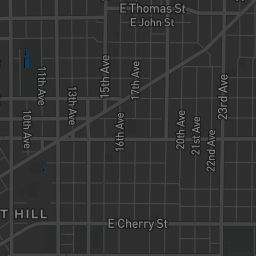 E Thomas St
E John St
15th Ave
17th Ave
11th Ave
13th Ave
10th Ave
16th Ave
23rd Ave
20th Ave
21st Ave
22nd Ave
T HILL
E Cherry St